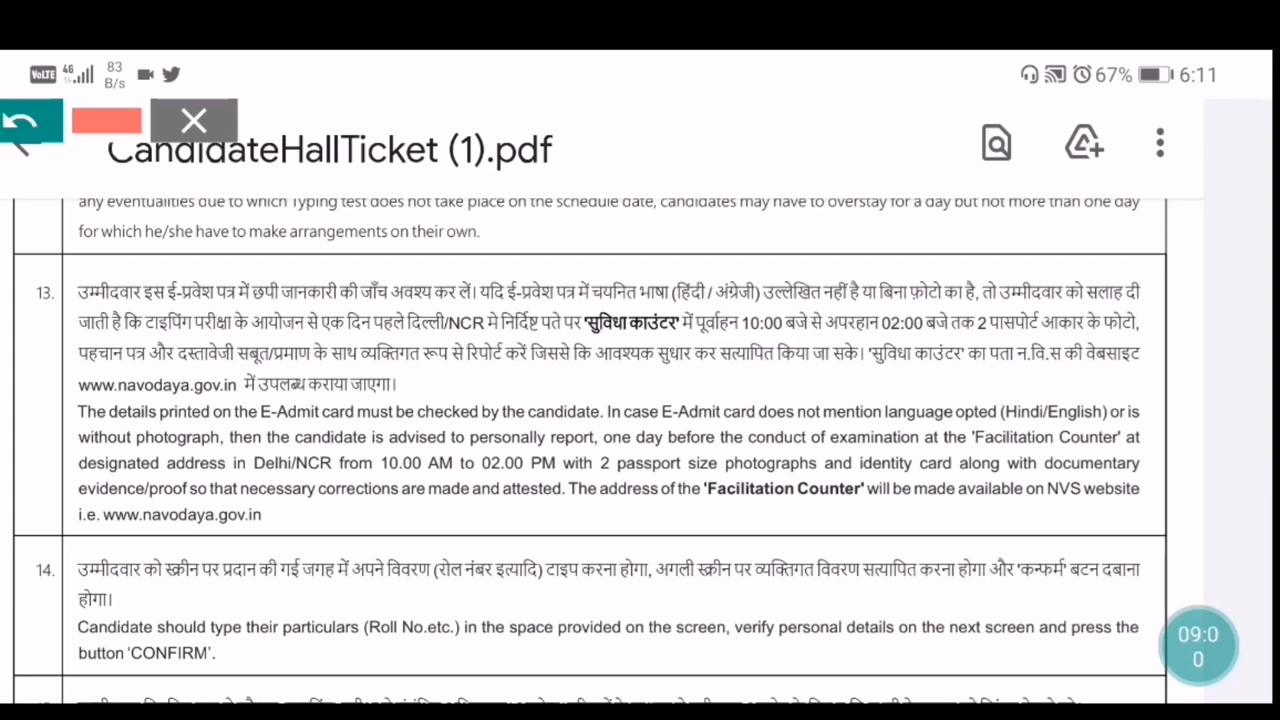 VoLTE 4G 83 B/s 67% 6:11
CandidateHallTicket (1).pdf
any eventualities due to which Typing test does not take place on the schedule date, candidates may have to overstay for a day but not more than one day
for which he/she have to make arrangements on their own.
13. उम्मीदवार इस ई-प्रवेश पत्र में छपी जानकारी की जाँच अवश्य कर लें। यदि ई-प्रवेश पत्र में चयनित भाषा (हिंदी / अंग्रेजी) उल्लेखित नहीं है या बिना फ़ोटो का है, तो उम्मीदवार को सलाह दी
जाती है कि टाइपिंग परीक्षा के आयोजन से एक दिन पहले दिल्ली/NCR मे निर्दिष्ट पते पर 'सुविधा काउंटर' में पूर्वाहन 10:00 बजे से अपरहान 02:00 बजे तक 2 पासपोर्ट आकार के फोटो,
पहचान पत्र और दस्तावेजी सबूत/प्रमाण के साथ व्यक्तिगत रूप से रिपोर्ट करें जिससे कि आवश्यक सुधार कर सत्यापित किया जा सके। 'सुविधा काउंटर' का पता न.वि.स की वेबसाइट
www.navodaya.gov.in में उपलब्ध कराया जाएगा।
The details printed on the E-Admit card must be checked by the candidate. In case E-Admit card does not mention language opted (Hindi/English) or is
without photograph, then the candidate is advised to personally report, one day before the conduct of examination at the 'Facilitation Counter' at
designated address in Delhi/NCR from 10.00 AM to 02.00 PM with 2 passport size photographs and identity card along with documentary
evidence/proof so that necessary corrections are made and attested. The address of the 'Facilitation Counter' will be made available on NVS website
i.e. www.navodaya.gov.in
14. उम्मीदवार को स्क्रीन पर प्रदान की गई जगह में अपने विवरण (रोल नंबर इत्यादि) टाइप करना होगा, अगली स्क्रीन पर व्यक्तिगत विवरण सत्यापित करना होगा और 'कन्फर्म' बटन दबाना
होगा।
Candidate should type their particulars (Roll No.etc.) in the space provided on the screen, verify personal details on the next screen and press the
button 'CONFIRM'.
09:0
0